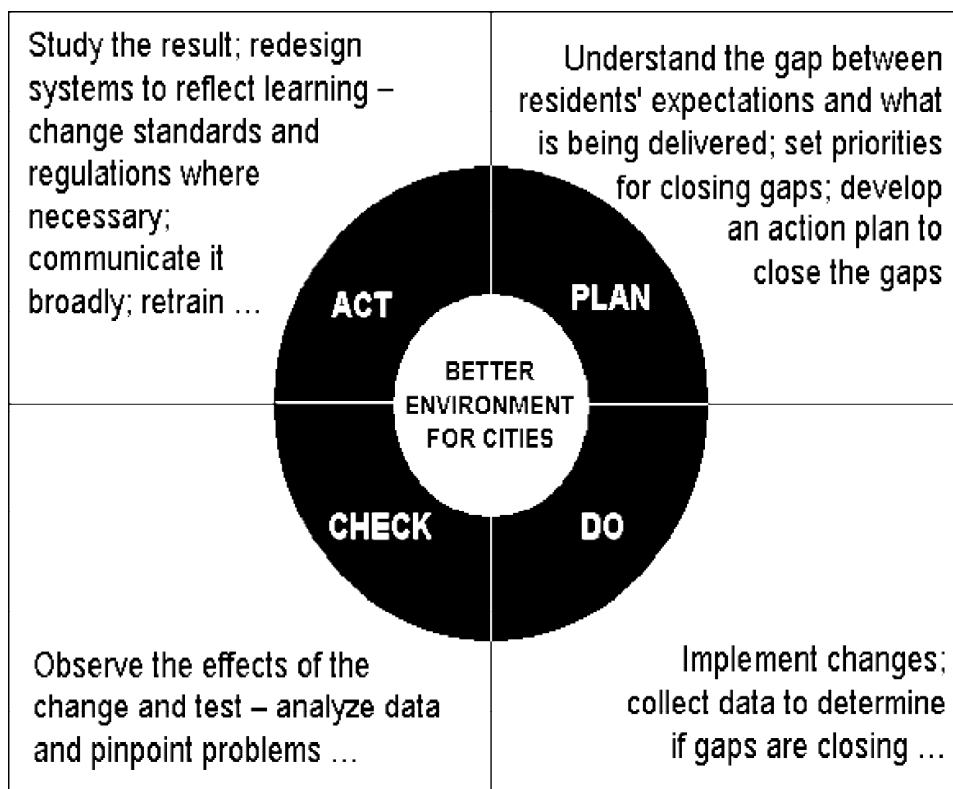 Study the result; redesign
systems to reflect learning –
change standards and
regulations where
necessary;
communicate it
broadly; retrain ...
Understand the gap between
residents' expectations and what
is being delivered; set priorities
for closing gaps; develop
an action plan to
close the gaps
ACT
PLAN
BETTER
ENVIRONMENT
FOR CITIES
CHECK
DO
Observe the effects of the
change and test – analyze data
and pinpoint problems ...
Implement changes;
collect data to determine
if gaps are closing ...